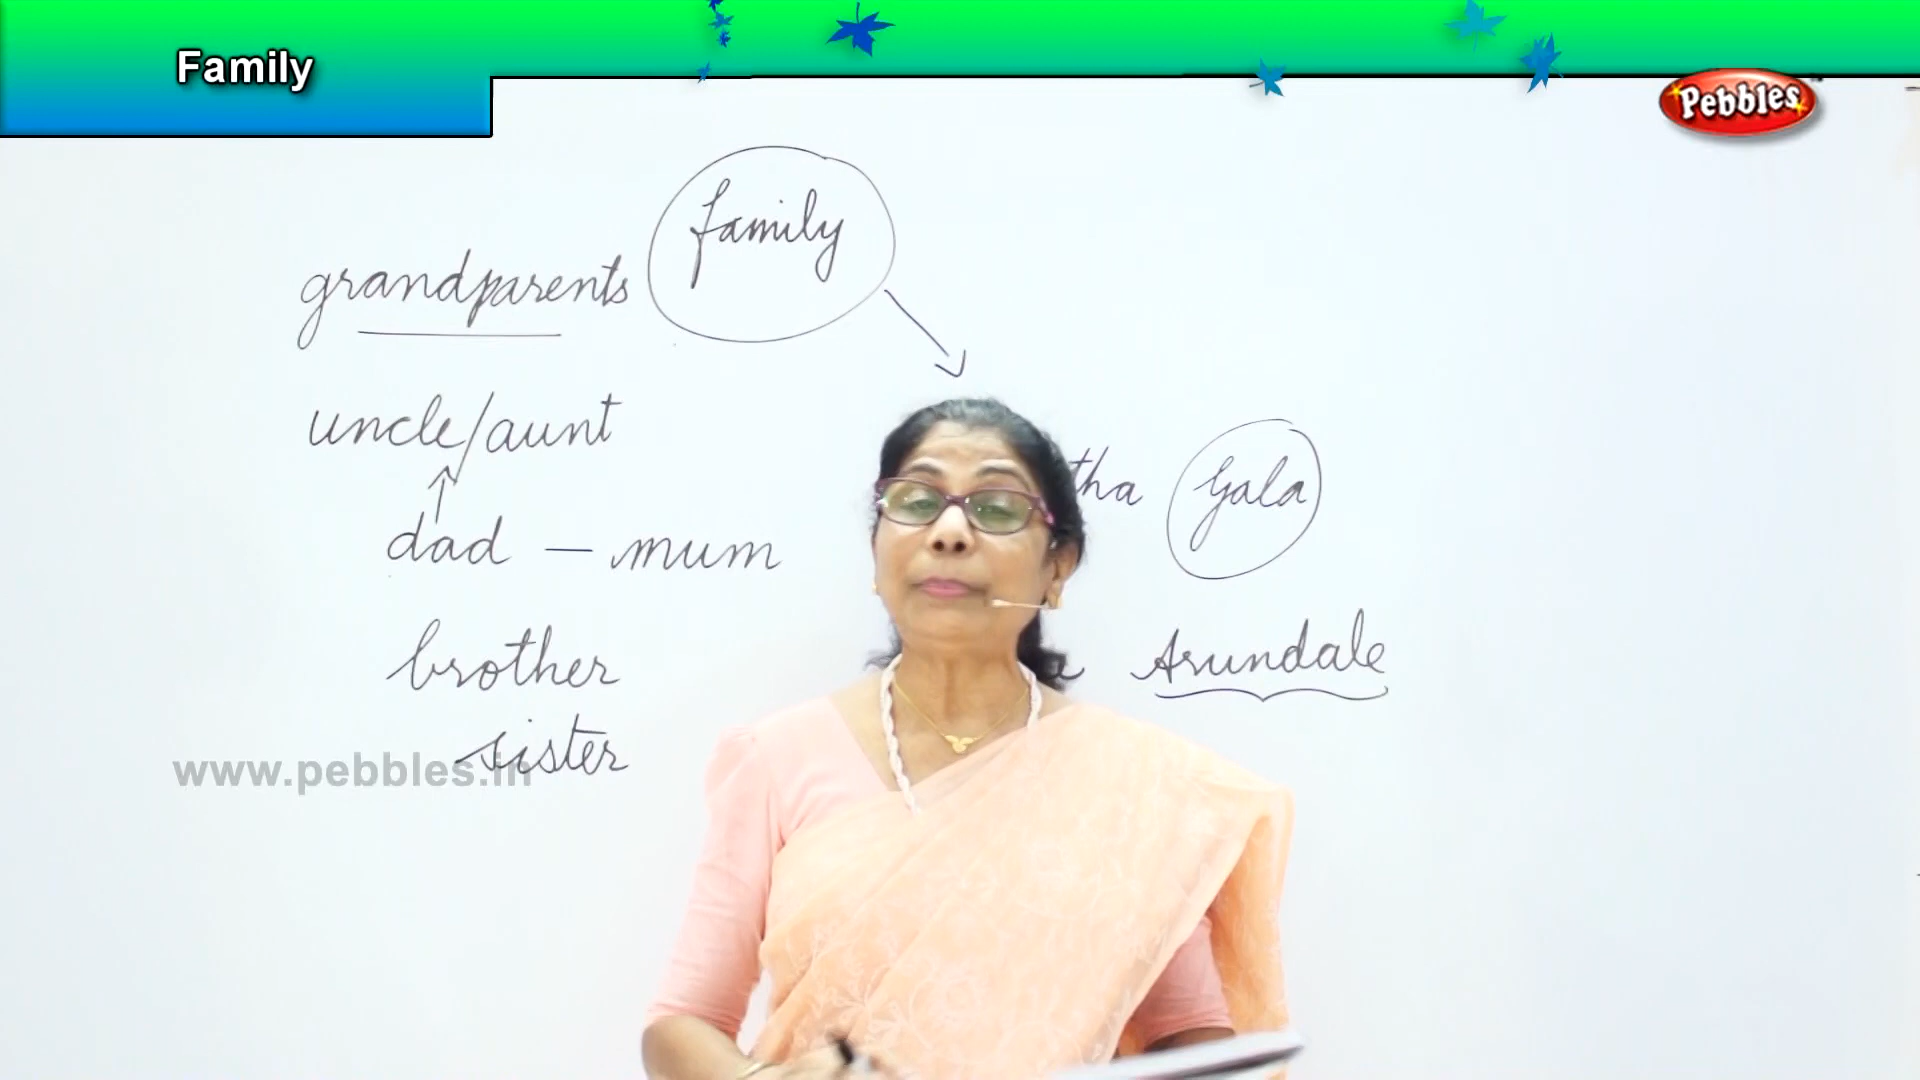 Family
Pebbles
family
grandparents
uncle/aunt
tha Gala
dad — mum
brother
a Arundale
sister
www.pebbles.in